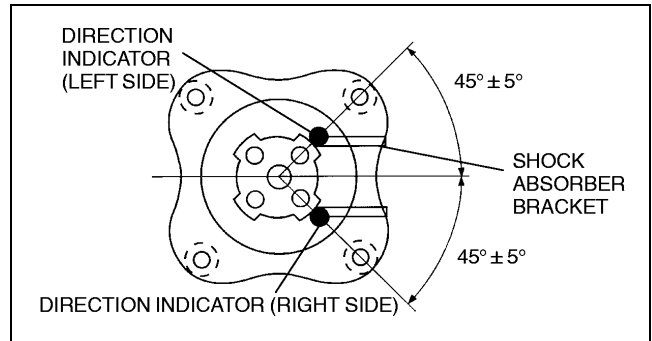 DIRECTION
INDICATOR
(LEFT SIDE)
45° ± 5°
SHOCK
ABSORBER
BRACKET
45° ± 5°
DIRECTION INDICATOR (RIGHT SIDE)